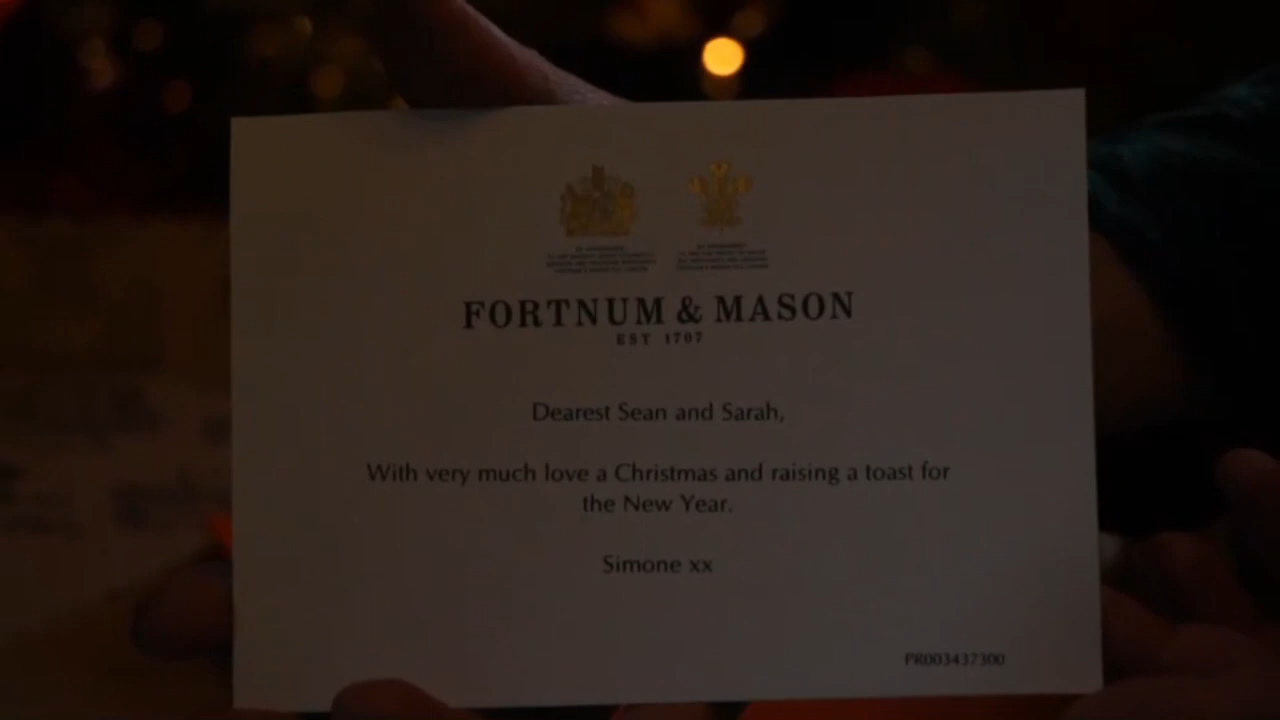 FORTNUM & MASON
EST 1707
Dearest Sean and Sarah,
With very much love a Christmas and raising a toast for
the New Year.
Simone xx
PR003437300